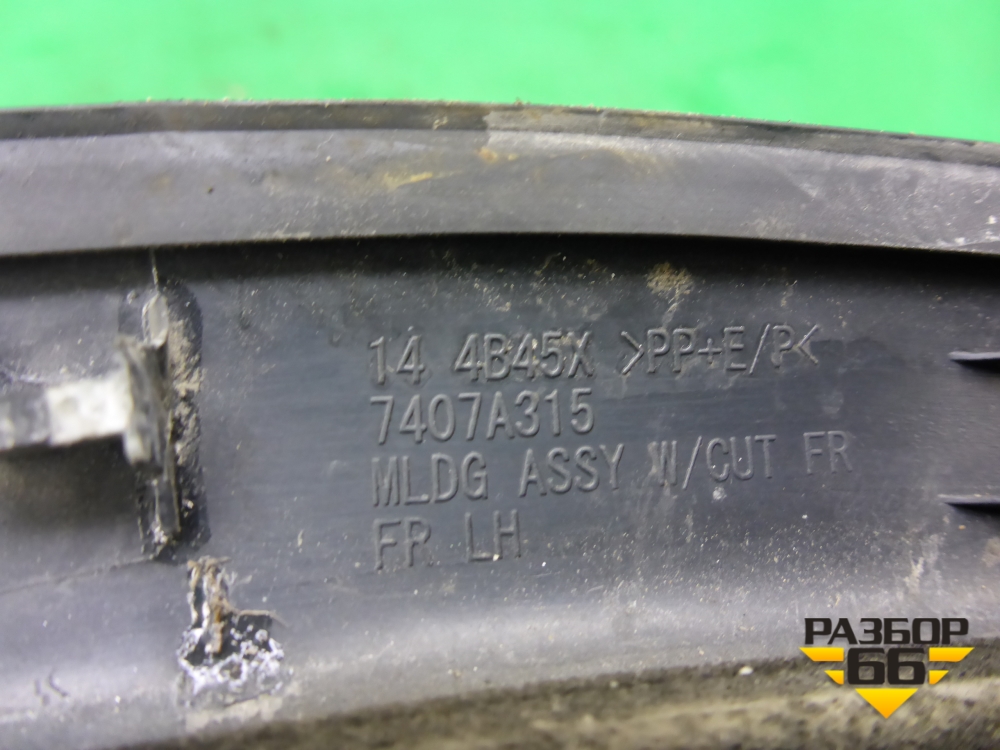 14 4B45X >PP+E/P<
7407A315
MLDG ASSY W/CUT FR
FR LH
РАЗБОР
66